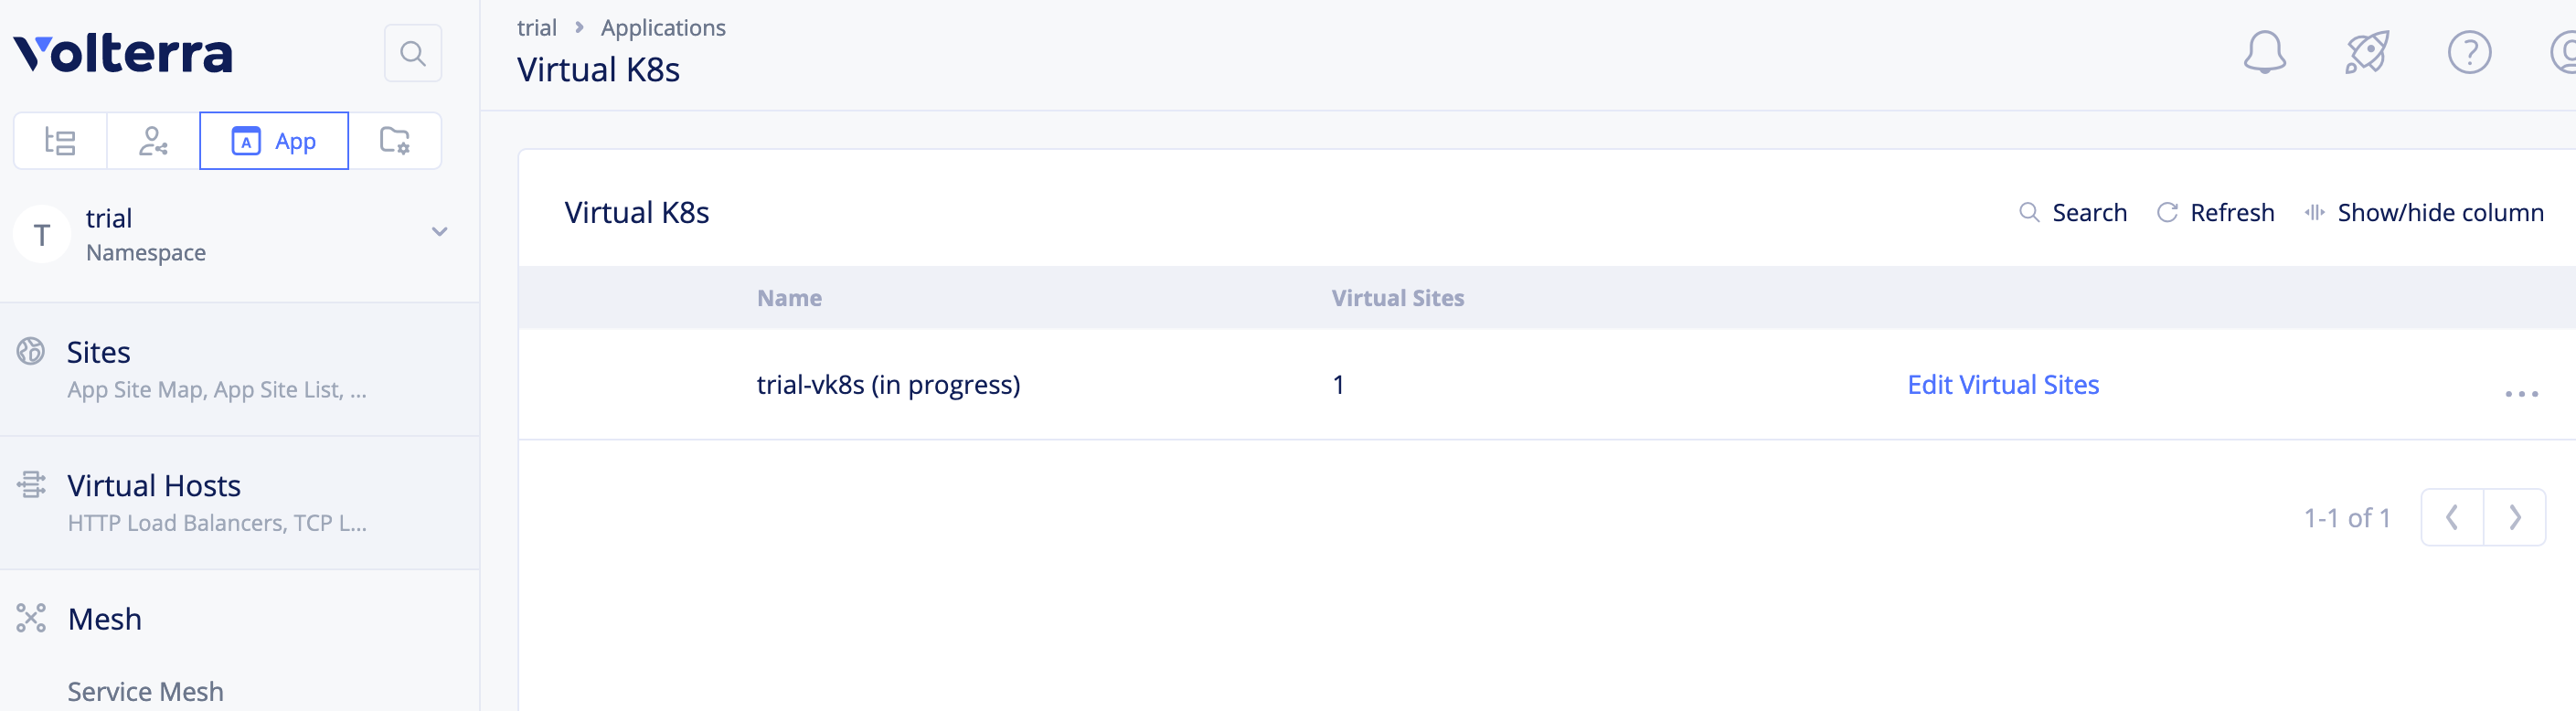 Volterra
App
T
trial
Namespace
Sites
App Site Map, App Site List, ...
Virtual Hosts
HTTP Load Balancers, TCP L...
Mesh
Service Mesh
trial > Applications
Virtual K8s
?
Virtual K8s
Search Refresh Show/hide column
Name Virtual Sites
trial-vk8s (in progress) 1 Edit Virtual Sites ...
1-1 of 1